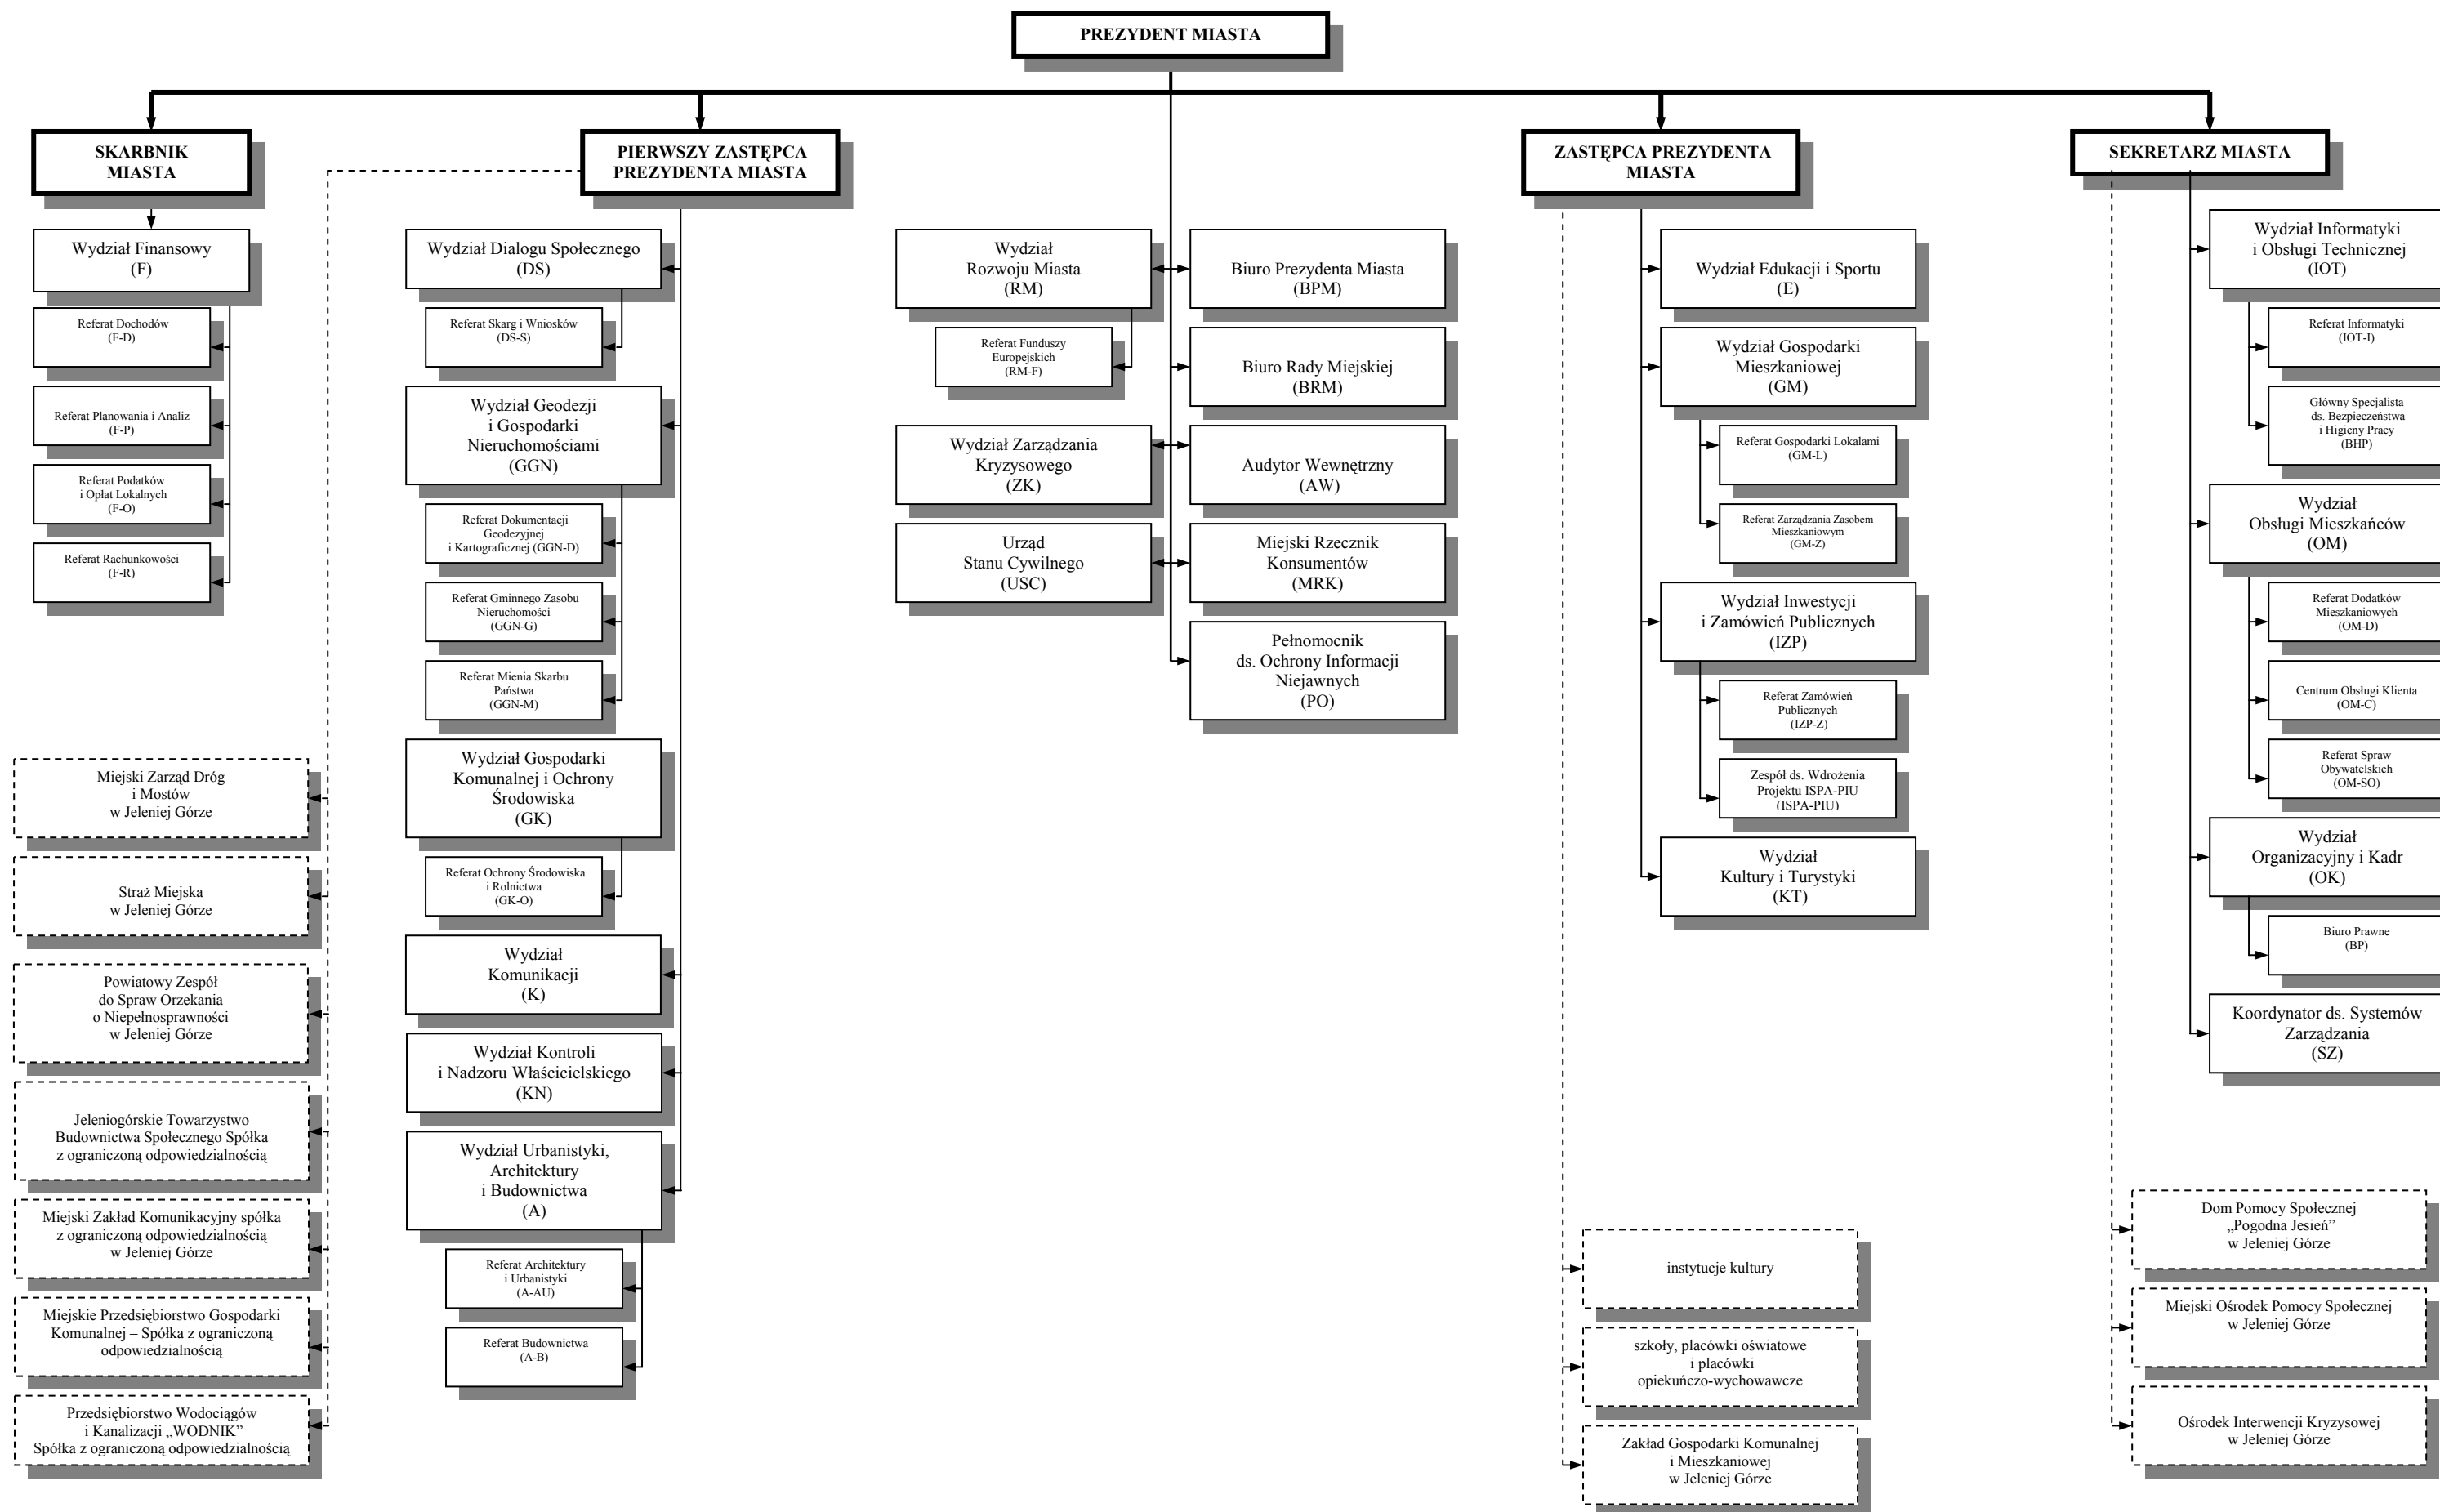 PREZYDENT MIASTA
SKARBNIK
MIASTA
PIERWSZY ZASTĘPCA
PREZYDENTA MIASTA
ZASTĘPCA PREZYDENTA
MIASTA
SEKRETARZ MIASTA
Wydział Finansowy
(F)
Referat Dochodów
(F-D)
Referat Planowania i Analiz
(F-P)
Referat Podatków
i Opłat Lokalnych
(F-O)
Referat Rachunkowości
(F-R)
Miejski Zarząd Dróg
i Mostów
w Jeleniej Górze
Straż Miejska
w Jeleniej Górze
Powiatowy Zespół
do Spraw Orzekania
o Niepełnosprawności
w Jeleniej Górze
Jeleniogórskie Towarzystwo
Budownictwa Społecznego Spółka
z ograniczoną odpowiedzialnością
Miejski Zakład Komunikacyjny spółka
z ograniczoną odpowiedzialnością
w Jeleniej Górze
Miejskie Przedsiębiorstwo Gospodarki
Komunalnej – Spółka z ograniczoną
odpowiedzialnością
Przedsiębiorstwo Wodociągów
i Kanalizacji „WODNIK”
Spółka z ograniczoną odpowiedzialnością
Wydział Dialogu Społecznego
(DS)
Referat Skarg i Wniosków
(DS-S)
Wydział Geodezji
i Gospodarki
Nieruchomościami
(GGN)
Referat Dokumentacji
Geodezyjnej
i Kartograficznej (GGN-D)
Referat Gminnego Zasobu
Nieruchomości
(GGN-G)
Referat Mienia Skarbu
Państwa
(GGN-M)
Wydział Gospodarki
Komunalnej i Ochrony
Środowiska
(GK)
Referat Ochrony Środowiska
i Rolnictwa
(GK-O)
Wydział
Komunikacji
(K)
Wydział Kontroli
i Nadzoru Właścicielskiego
(KN)
Wydział Urbanistyki,
Architektury
i Budownictwa
(A)
Referat Architektury
i Urbanistyki
(A-AU)
Referat Budownictwa
(A-B)
Wydział
Rozwoju Miasta
(RM)
Referat Funduszy
Europejskich
(RM-F)
Wydział Zarządzania
Kryzysowego
(ZK)
Urząd
Stanu Cywilnego
(USC)
Biuro Prezydenta Miasta
(BPM)
Biuro Rady Miejskiej
(BRM)
Audytor Wewnętrzny
(AW)
Miejski Rzecznik
Konsumentów
(MRK)
Pełnomocnik
ds. Ochrony Informacji
Niejawnych
(PO)
Wydział Edukacji i Sportu
(E)
Wydział Gospodarki
Mieszkaniowej
(GM)
Referat Gospodarki Lokalami
(GM-L)
Referat Zarządzania Zasobem
Mieszkaniowym
(GM-Z)
Wydział Inwestycji
i Zamówień Publicznych
(IZP)
Referat Zamówień
Publicznych
(IZP-Z)
Zespół ds. Wdrożenia
Projektu ISPA-PIU
(ISPA-PIU)
Wydział
Kultury i Turystyki
(KT)
instytucje kultury
szkoły, placówki oświatowe
i placówki
opiekuńczo-wychowawcze
Zakład Gospodarki Komunalnej
i Mieszkaniowej
w Jeleniej Górze
Wydział Informatyki
i Obsługi Technicznej
(IOT)
Referat Informatyki
(IOT-I)
Główny Specjalista
ds. Bezpieczeństwa
i Higieny Pracy
(BHP)
Wydział
Obsługi Mieszkańców
(OM)
Referat Dodatków
Mieszkaniowych
(OM-D)
Centrum Obsługi Klienta
(OM-C)
Referat Spraw
Obywatelskich
(OM-SO)
Wydział
Organizacyjny i Kadr
(OK)
Biuro Prawne
(BP)
Koordynator ds. Systemów
Zarządzania
(SZ)
Dom Pomocy Społecznej
„Pogodna Jesień”
w Jeleniej Górze
Miejski Ośrodek Pomocy Społecznej
w Jeleniej Górze
Ośrodek Interwencji Kryzysowej
w Jeleniej Górze